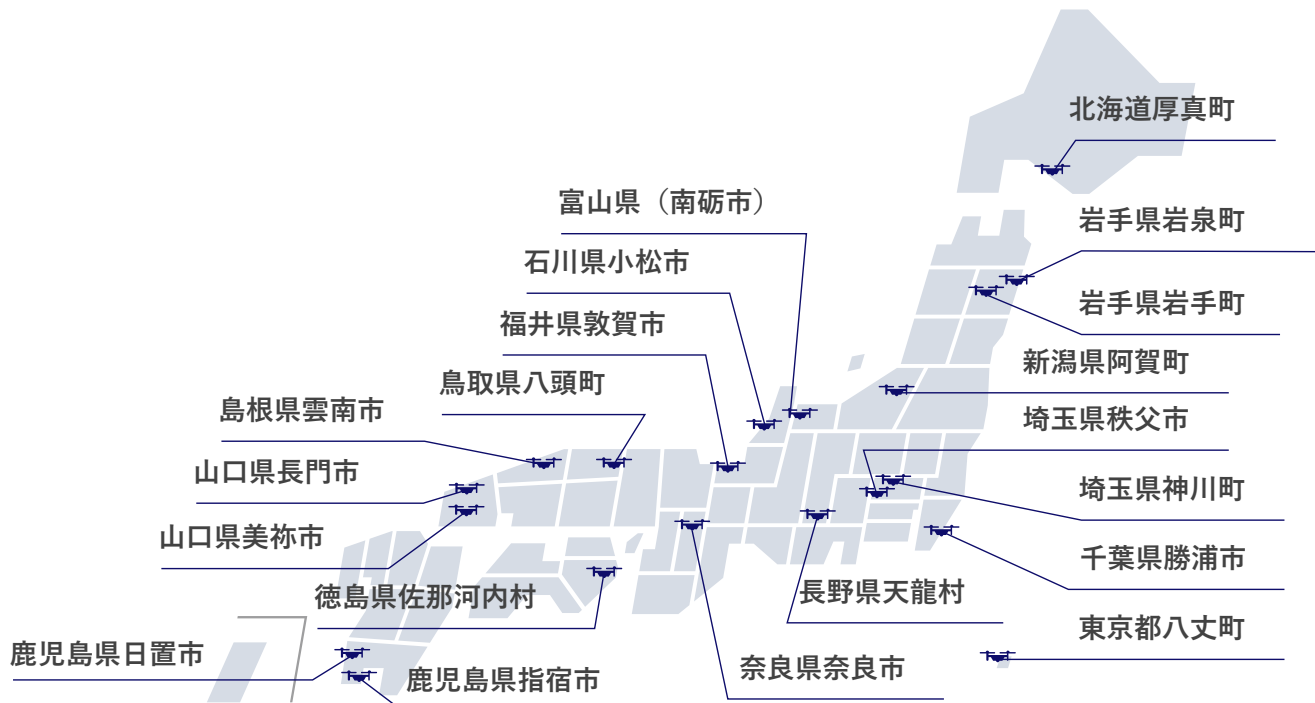 北海道厚真町
富山県（南砺市）
岩手県岩泉町
石川県小松市
岩手県岩手町
福井県敦賀市
新潟県阿賀町
鳥取県八頭町
島根県雲南市
埼玉県秩父市
山口県長門市
埼玉県神川町
山口県美祢市
千葉県勝浦市
徳島県佐那河内村
長野県天龍村
東京都八丈町
鹿児島県日置市
奈良県奈良市
鹿児島県指宿市